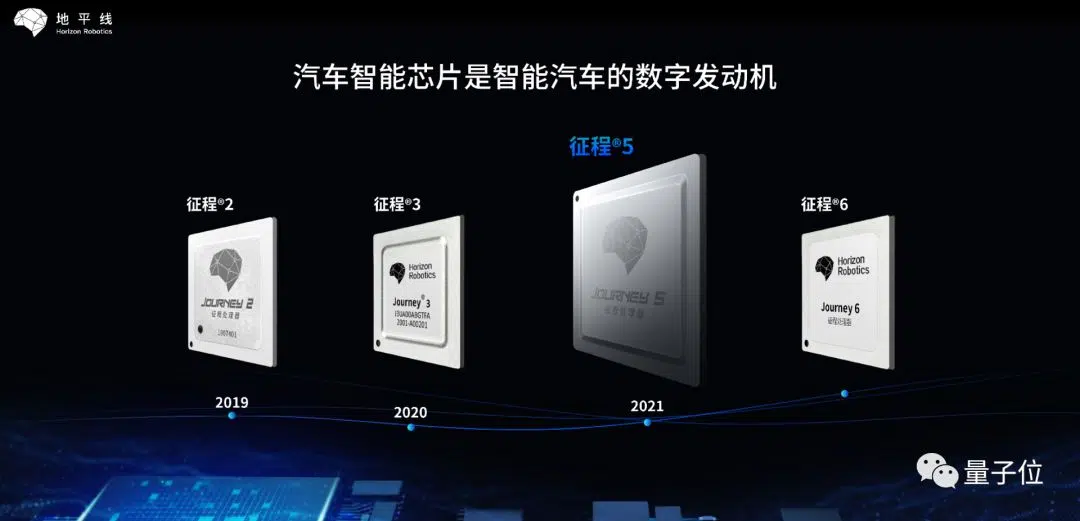 地平线
Horizon Robotics
汽车智能芯片是智能汽车的数字发动机
征程®2
征程®3
征程®5
征程®6
JOURNEY 2
征程处理器
1907M01
Horizon
Robotics
Journey® 3
2001-A00201
JOURNEY 5
征程处理器
Horizon
Robotics
Journey 6
征程处理器
2019
2020
2021
量子位